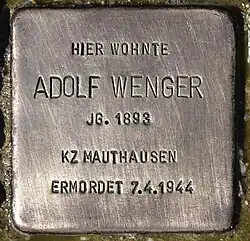 HIER WOHNTE
ADOLF WENGER
JG. 1893
KZ MAUTHAUSEN
ERMORDET 7.4.1944